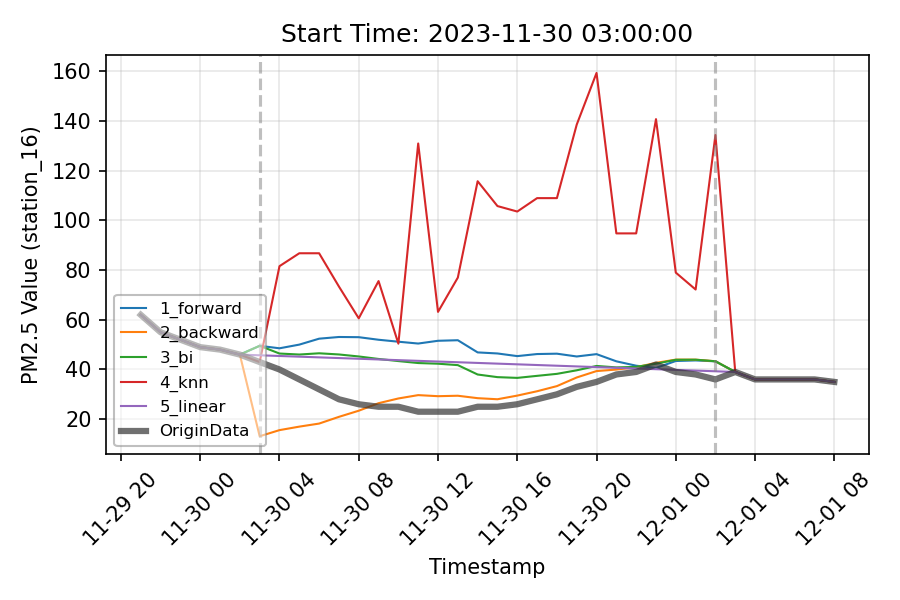 Start Time: 2023-11-30 03:00:00
PM2.5 Value (station_16)
160
140
120
100
80
60
40
20
1_forward
2_backward
3_bi
4_knn
5_linear
OriginData
11-29 20
11-30 00
11-30 04
11-30 08
11-30 12
11-30 16
11-30 20
12-01 00
12-01 04
12-01 08
Timestamp